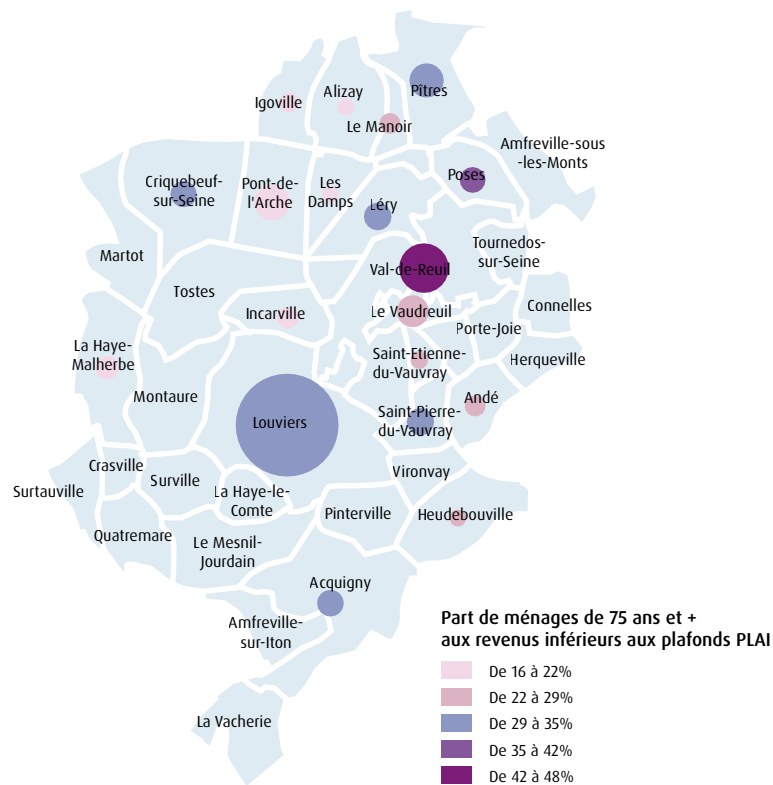 Alizay
Pîtres
Igoville
Le Manoir
Amfreville-sous
-les-Monts
Criquebeuf-
sur-Seine
Pont-de-
l'Arche
Les
Damps
Poses
Léry
Martot
Tournedos-
sur-Seine
Val-de-Reuil
Tostes
Connelles
Incarville
Le Vaudreuil
Porte-Joie
La Haye-
Malherbe
Saint-Etienne-
du-Vauvray
Herqueville
Montaure
Andé
Louviers
Saint-Pierre-
du-Vauvray
Crasville
Vironvay
Surtauville
Surville
La Haye-le-
Comte
Pinterville
Heudebouville
Quatremare
Le Mesnil-
Jourdain
Acquigny
Amfreville-
sur-Iton
La Vacherie
Part de ménages de 75 ans et +
aux revenus inférieurs aux plafonds PLAI
De 16 à 22%
De 22 à 29%
De 29 à 35%
De 35 à 42%
De 42 à 48%